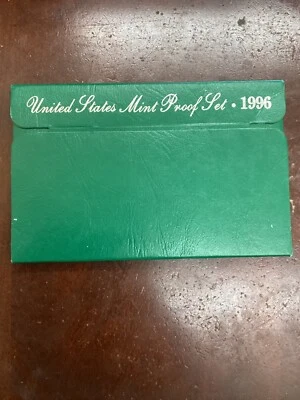 United States Mint Proof Set • 1996